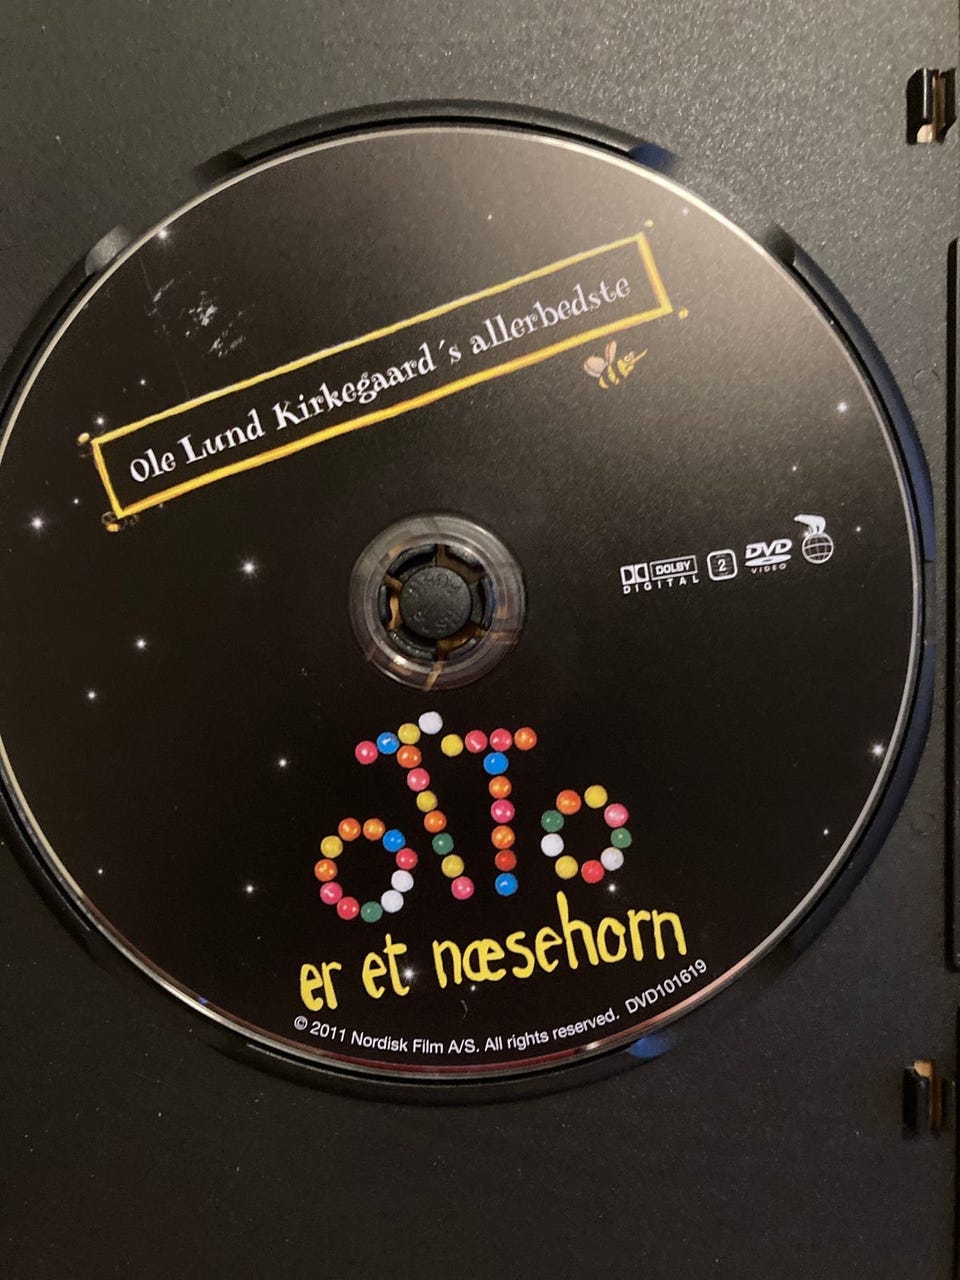 Ole Lund Kirkegaard´s allerbedste
DOLBY
DIGITAL
2
DVD
VIDEO
oTTo
er et næsehorn
© 2011 Nordisk Film A/S. All rights reserved. DVD101619